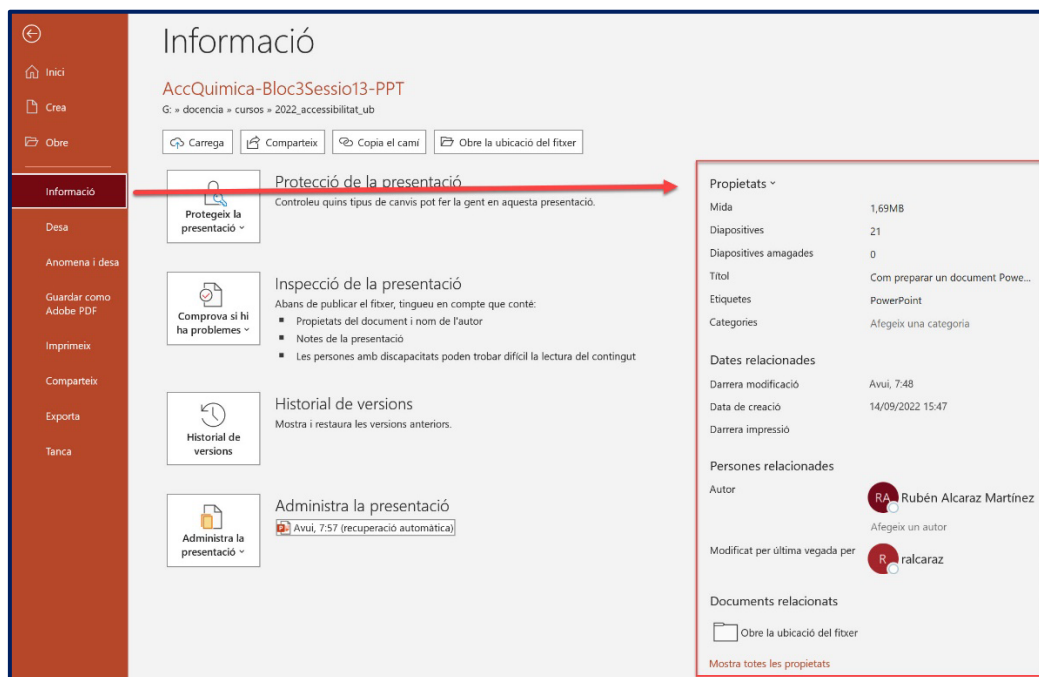 Informació
Inici
Crea
Obre
Informació
Desa
Anomena i desa
Guardar como
Adobe PDF
Imprimeix
Comparteix
Exporta
Tanca
AccQuimica-Bloc3Sessio13-PPT
G: » docencia » cursos » 2022_accessibilitat_ub
Carrega
Comparteix
Copia el camí
Obre la ubicació del fitxer
Protegeix la
presentació
Protecció de la presentació
Controleu quins tipus de canvis pot fer la gent en aquesta presentació.
Comprova si hi
ha problemes
Inspecció de la presentació
Abans de publicar el fitxer, tingueu en compte que conté:
Propietats del document i nom de l'autor
Notes de la presentació
Les persones amb discapacitats poden trobar difícil la lectura del contingut
Historial de
versions
Historial de versions
Mostra i restaura les versions anteriors.
Administra la
presentació
Administra la presentació
Avui, 7:57 (recuperació automàtica)
Propietats
Mida 1,69MB
Diapositives 21
Diapositives amagades 0
Títol Com preparar un document Powe...
Etiquetes PowerPoint
Categories Afegeix una categoria
Dates relacionades
Darrera modificació Avui, 7:48
Data de creació 14/09/2022 15:47
Darrera impressió
Persones relacionades
Autor RA Rubén Alcaraz Martínez
Afegeix un autor
Modificat per última vegada per R ralcaraz
Documents relacionats
Obre la ubicació del fitxer
Mostra totes les propietats